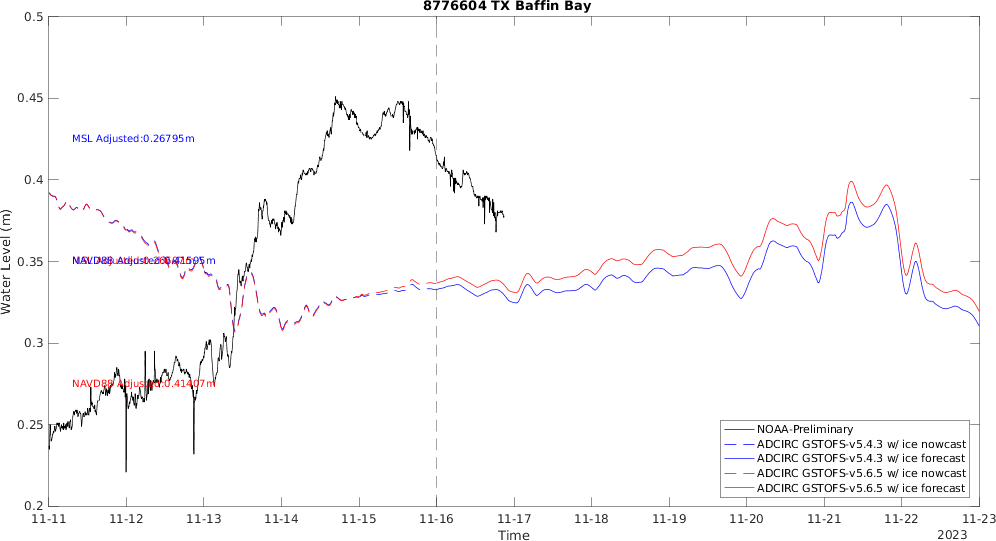 8776604 TX Baffin Bay
Water Level (m)
0.5
0.45
0.4
0.35
0.3
0.25
0.2
MSL Adjusted:0.26795m
NAVD88 Adjusted:0.41407m
NOAA-Preliminary
ADCIRC GSTOFS-v5.4.3 w/ ice nowcast
ADCIRC GSTOFS-v5.4.3 w/ ice forecast
ADCIRC GSTOFS-v5.6.5 w/ ice nowcast
ADCIRC GSTOFS-v5.6.5 w/ ice forecast
11-11 11-12 11-13 11-14 11-15 11-16 11-17 11-18 11-19 11-20 11-21 11-22 11-23
Time
2023